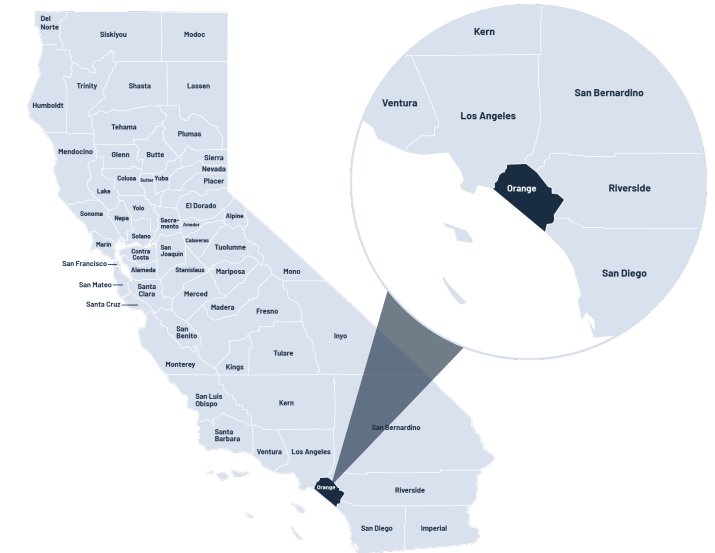 Del
Norte
Siskiyou
Modoc
Trinity
Shasta
Lassen
Humboldt
Tehama
Plumas
Mendocino
Glenn
Butte
Sierra
Nevada
Colusa
Sutter
Yuba
Placer
Lake
Sonoma
Napa
Yolo
El Dorado
Alpine
Sacra-
mento
Amador
Solano
Marin
Calaveras
Contra
Costa
San
Joaquin
Tuolumne
San Francisco
Alameda
Stanislaus
Mariposa
Mono
San Mateo
Santa
Clara
Merced
Santa Cruz
Madera
Fresno
San
Benito
Inyo
Tulare
Monterey
Kings
San Luis
Obispo
Kern
San Bernardino
Santa
Barbara
Ventura
Los Angeles
Orange
Riverside
San Diego
Imperial
Kern
San Bernardino
Ventura
Los Angeles
Orange
Riverside
San Diego